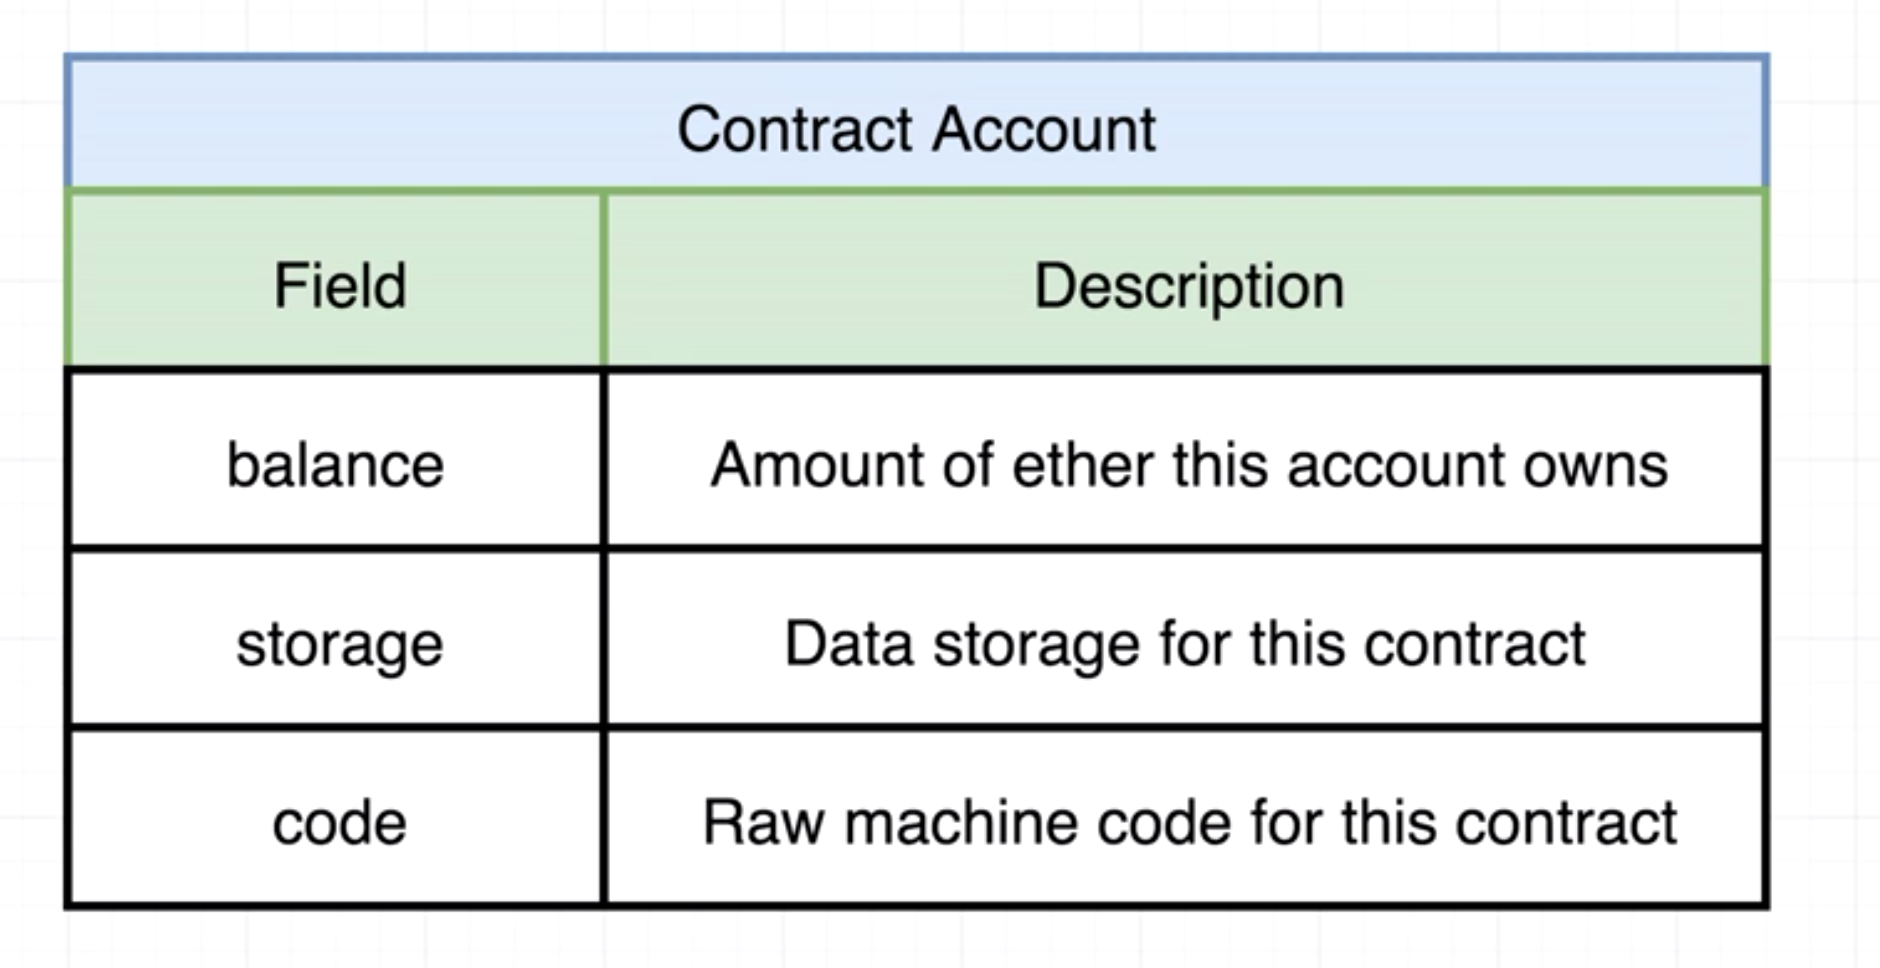 Contract Account
Field Description
balance Amount of ether this account owns
storage Data storage for this contract
code Raw machine code for this contract